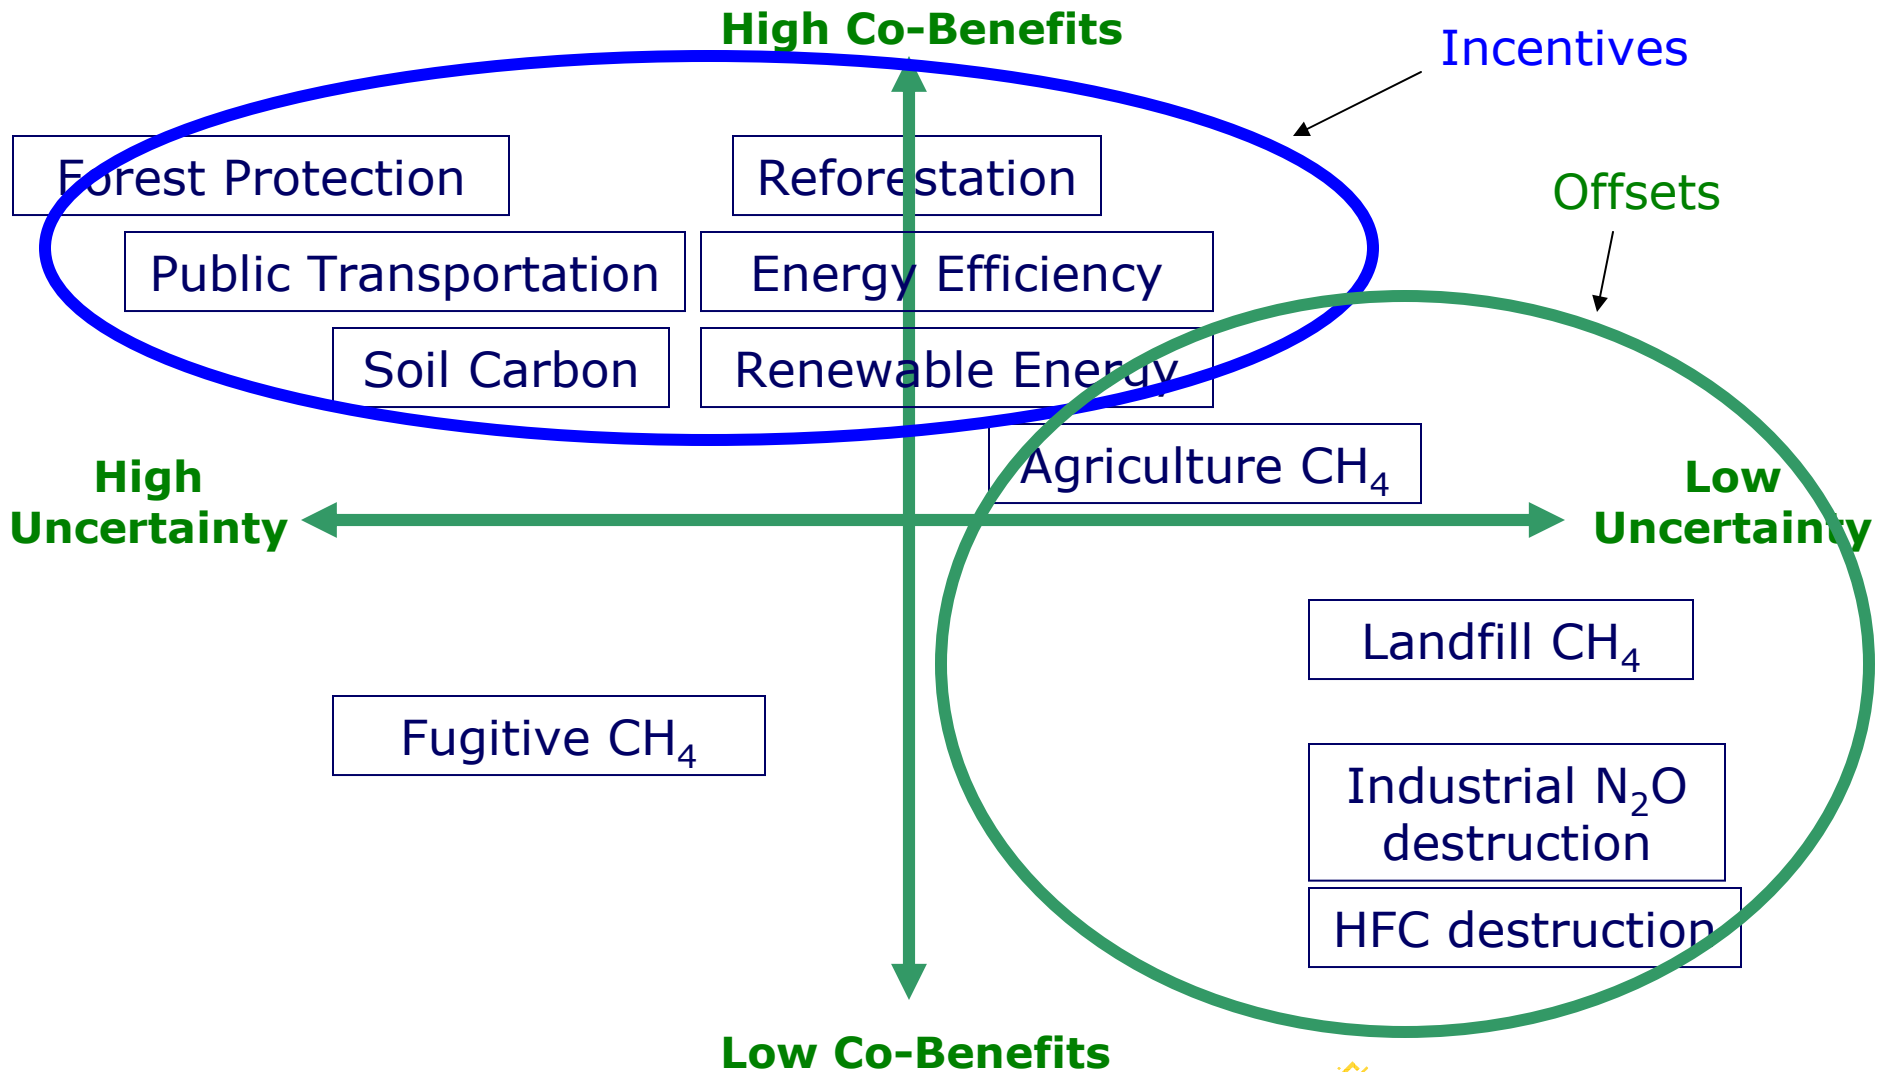 High Co-Benefits
Incentives
Forest Protection
Reforestation
Offsets
Public Transportation
Energy Efficiency
Soil Carbon
Renewable Energy
Agriculture CH₄
High
Uncertainty
Low
Uncertainty
Landfill CH₄
Fugitive CH₄
Industrial N₂O
destruction
HFC destruction
Low Co-Benefits